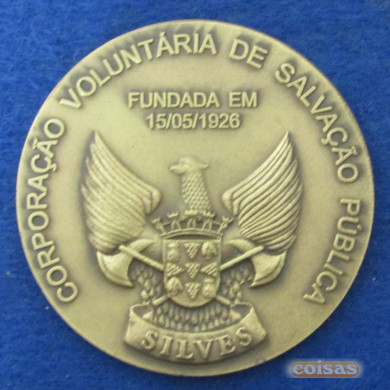 CORPORAÇÃO VOLUNTÁRIA DE SALVAÇÃO PÚBLICA
FUNDADA EM
15/05/1926
SILVES
coisas